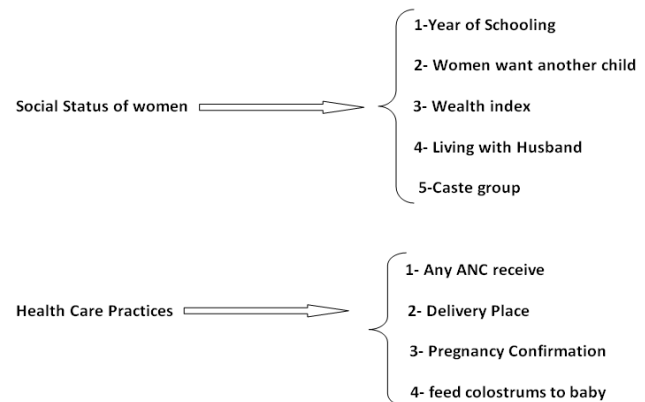 1-Year of Schooling
2- Women want another child
Social Status of women
3- Wealth index
4- Living with Husband
5-Caste group
1- Any ANC receive
Health Care Practices
2- Delivery Place
3- Pregnancy Confirmation
4- feed colostrums to baby